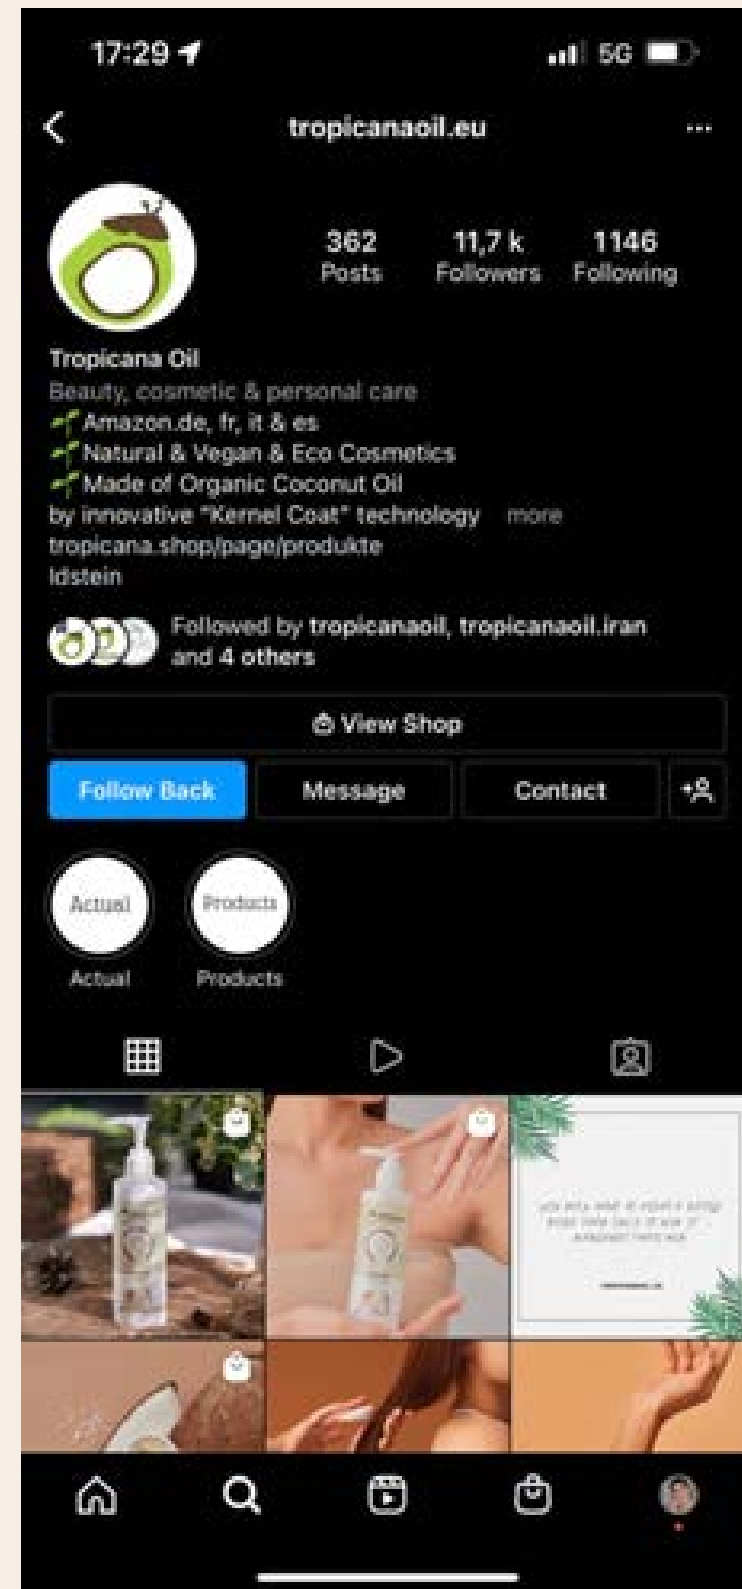 17:29
5G
tropicanaoil.eu
362 11,7 k 1146
Posts Followers Following
Tropicana Oil
Beauty, cosmetic & personal care
Amazon.de, fr, it & es
Natural & Vegan & Eco Cosmetics
Made of Organic Coconut Oil
by innovative "Kernel Coat" technology more
tropicana.shop/page/produkte
Idstein
Followed by tropicanaoil, tropicanaoil.iran
and 4 others
View Shop
Follow Back Message Contact
Actual Products
Actual Products